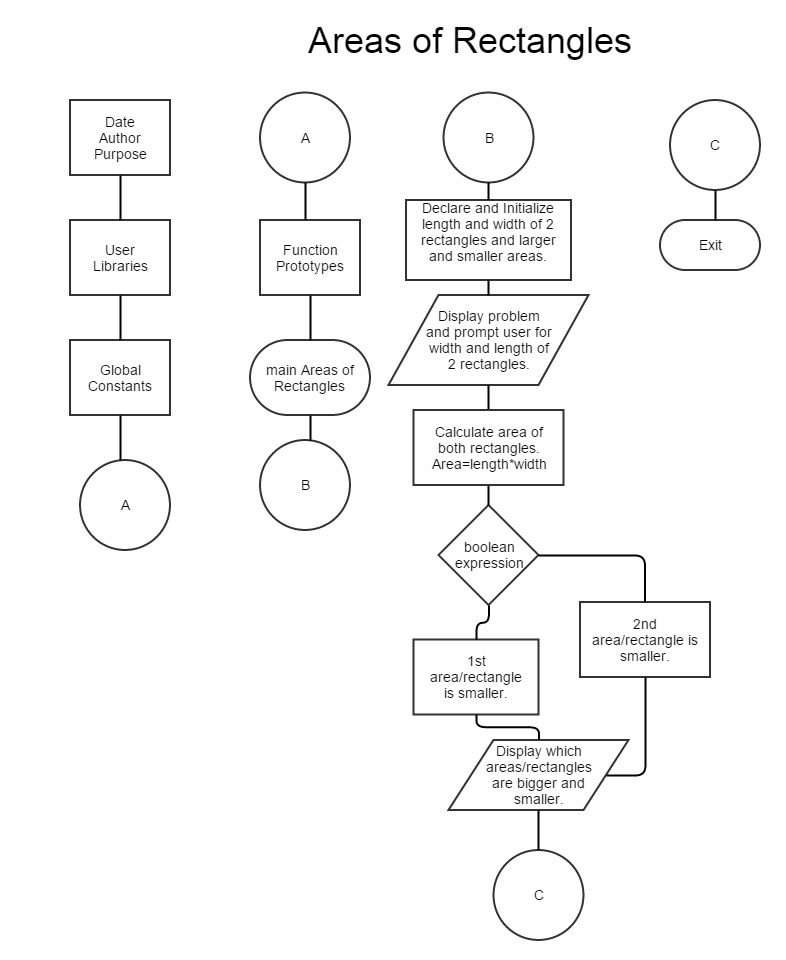 Areas of Rectangles
Date
Author
Purpose
User
Libraries
Global
Constants
A
A
Function
Prototypes
main Areas of
Rectangles
B
B
Declare and Initialize
length and width of 2
rectangles and larger
and smaller areas.
Display problem
and prompt user for
width and length of
2 rectangles.
Calculate area of
both rectangles.
Area=length*width
boolean
expression
1st
area/rectangle
is smaller.
2nd
area/rectangle is
smaller.
Display which
areas/rectangles
are bigger and
smaller.
C
C
Exit